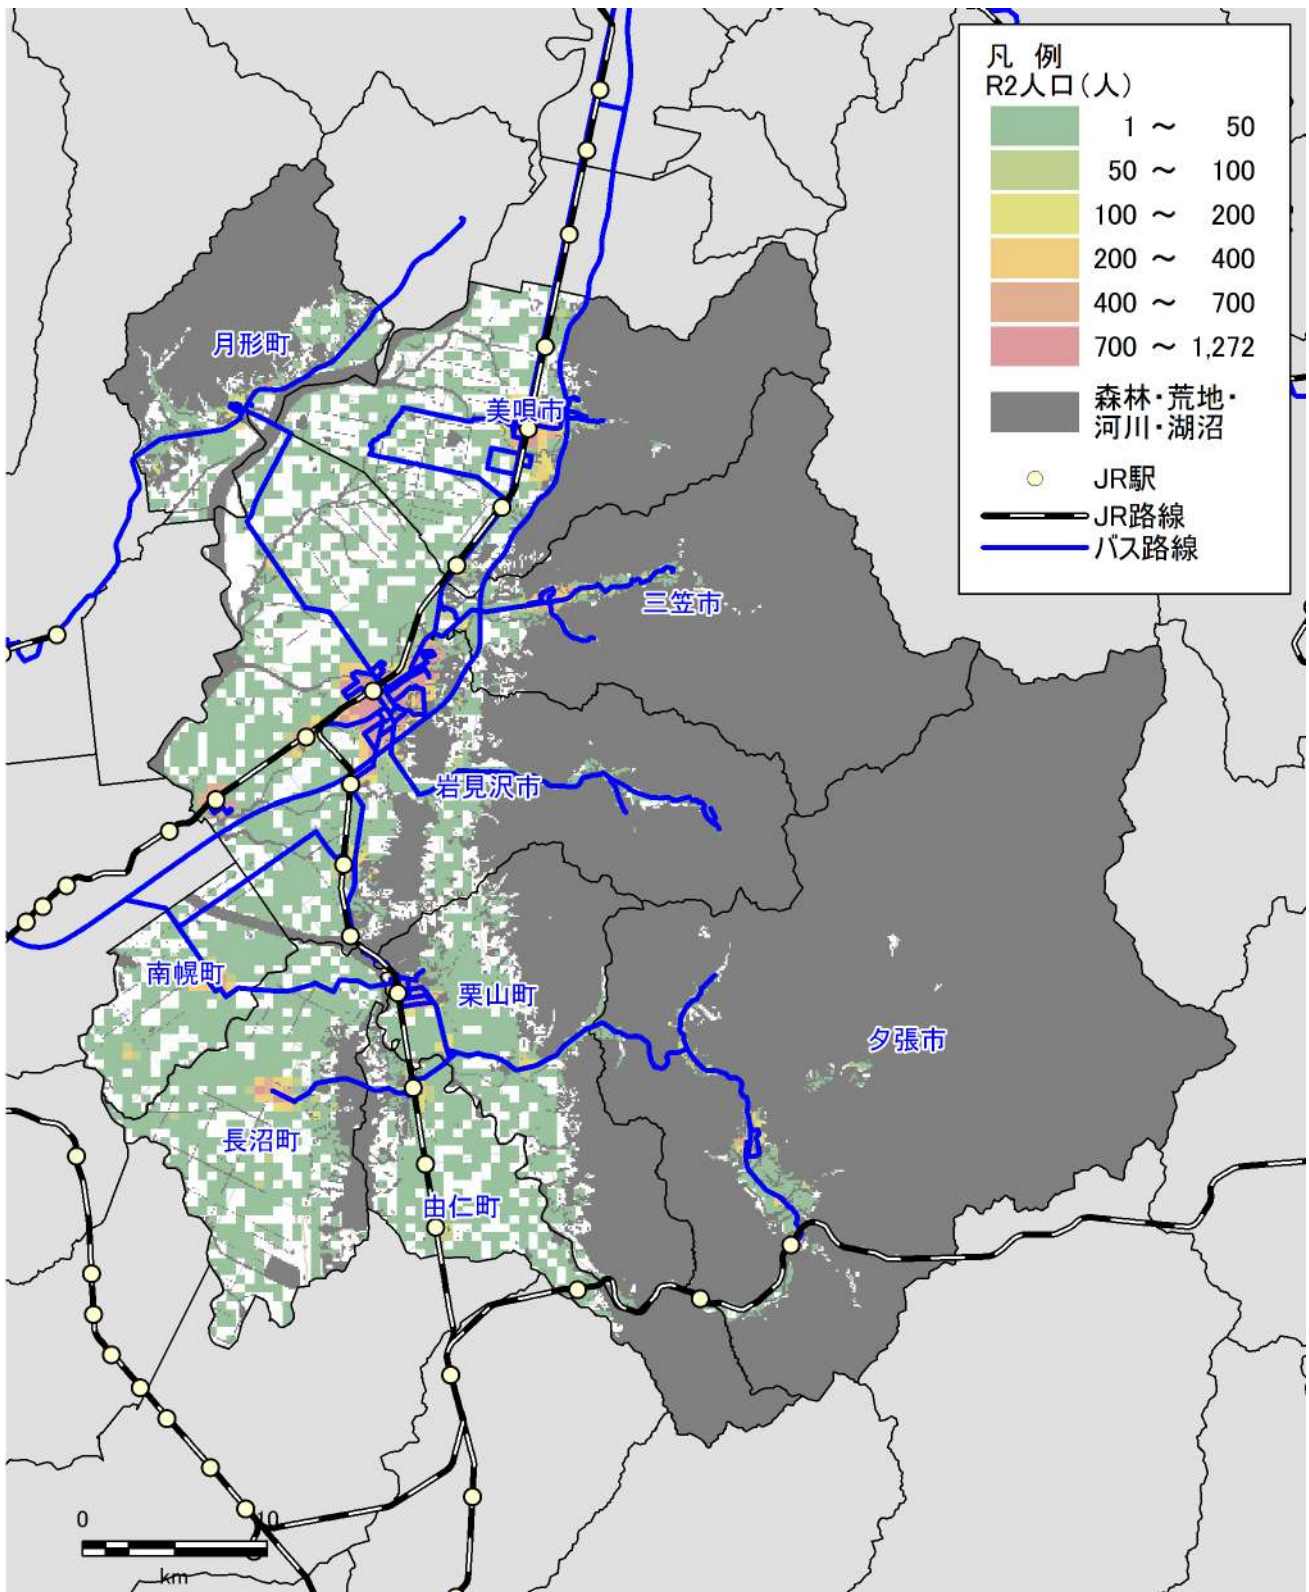 凡 例
R2人口(人)
1 ～ 50
50 ～ 100
100 ～ 200
200 ～ 400
400 ～ 700
700 ～ 1,272
森林・荒地・
河川・湖沼
JR駅
JR路線
バス路線
月形町
美唄市
三笠市
岩見沢市
南幌町
栗山町
夕張市
長沼町
由仁町
0 10
km